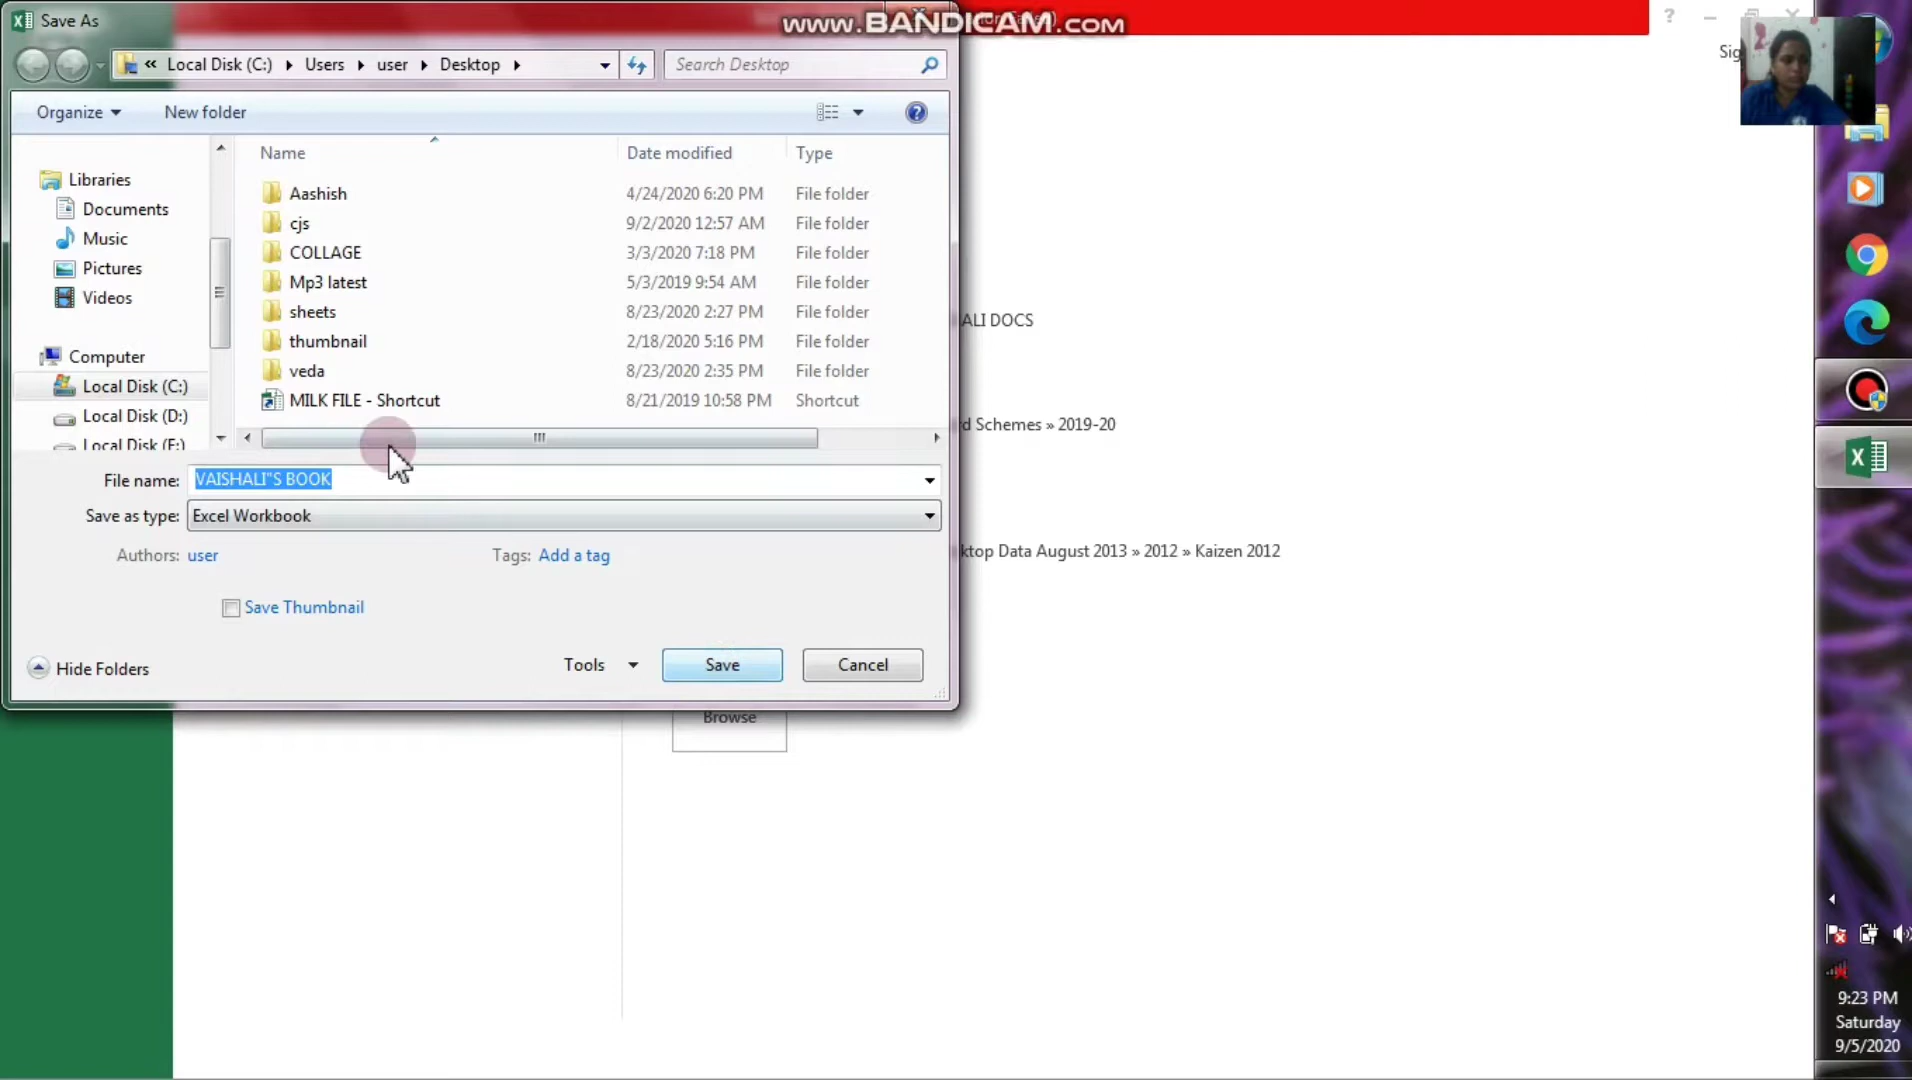 Save As
www.BANDICAM.com
« Local Disk (C:) Users user Desktop
Search Desktop
Organize
New folder
Name
Date modified
Type
Libraries
Documents
Music
Pictures
Videos
Computer
Local Disk (C:)
Local Disk (D:)
Local Disk (E:)
Aashish 4/24/2020 6:20 PM File folder
cjs 9/2/2020 12:57 AM File folder
COLLAGE 3/3/2020 7:18 PM File folder
Mp3 latest 5/3/2019 9:54 AM File folder
sheets 8/23/2020 2:27 PM File folder
thumbnail 2/18/2020 5:16 PM File folder
veda 8/23/2020 2:35 PM File folder
MILK FILE - Shortcut 8/21/2019 10:58 PM Shortcut
File name: VAISHALI"S BOOK
Save as type: Excel Workbook
Authors: user
Tags: Add a tag
Save Thumbnail
Hide Folders
Tools
Save
Cancel
Browse
Sig
ALI DOCS
d Schemes » 2019-20
ktop Data August 2013 » 2012 » Kaizen 2012
9:23 PM
Saturday
9/5/2020